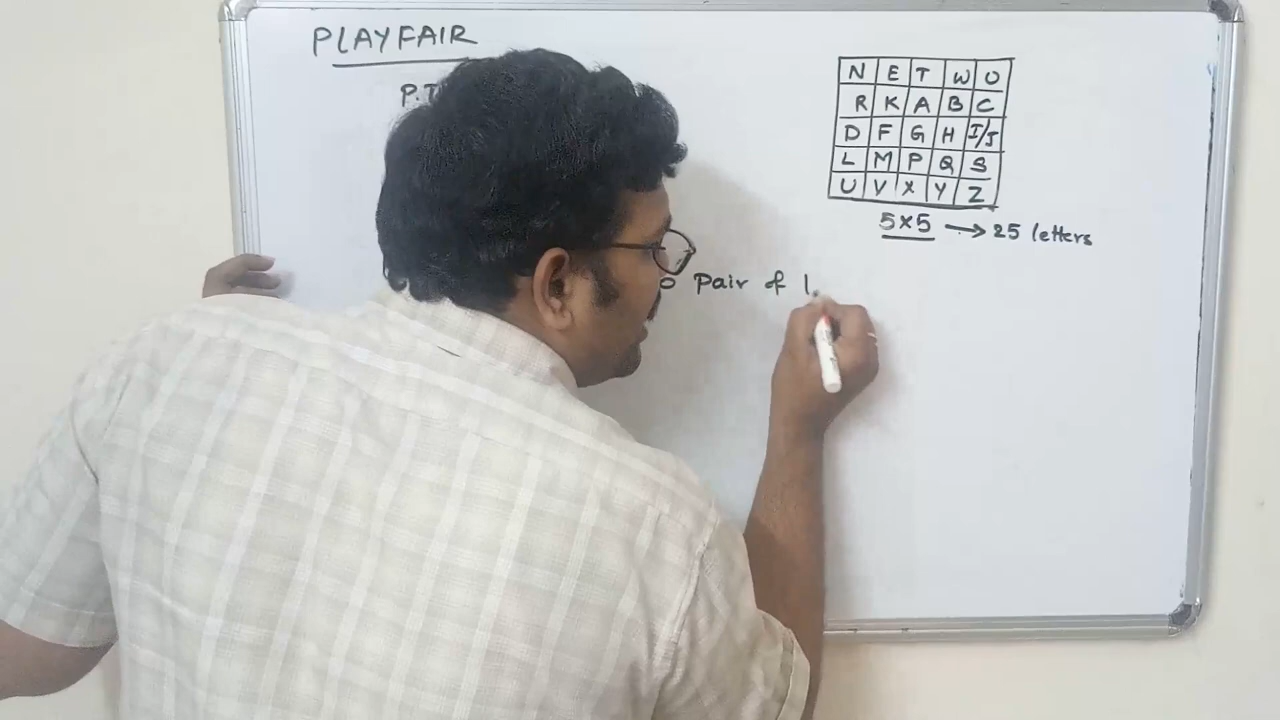 PLAYFAIR
P.T
N E T W O
R K A B C
D F G H I/J
L M P Q S
U V X Y Z
5×5 → 25 letters
pair of